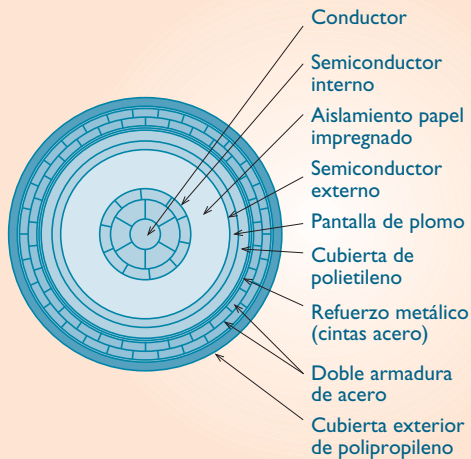 Conductor
Semiconductor
interno
Aislamiento papel
impregnado
Semiconductor
externo
Pantalla de plomo
Cubierta de
polietileno
Refuerzo metálico
(cintas acero)
Doble armadura
de acero
Cubierta exterior
de polipropileno